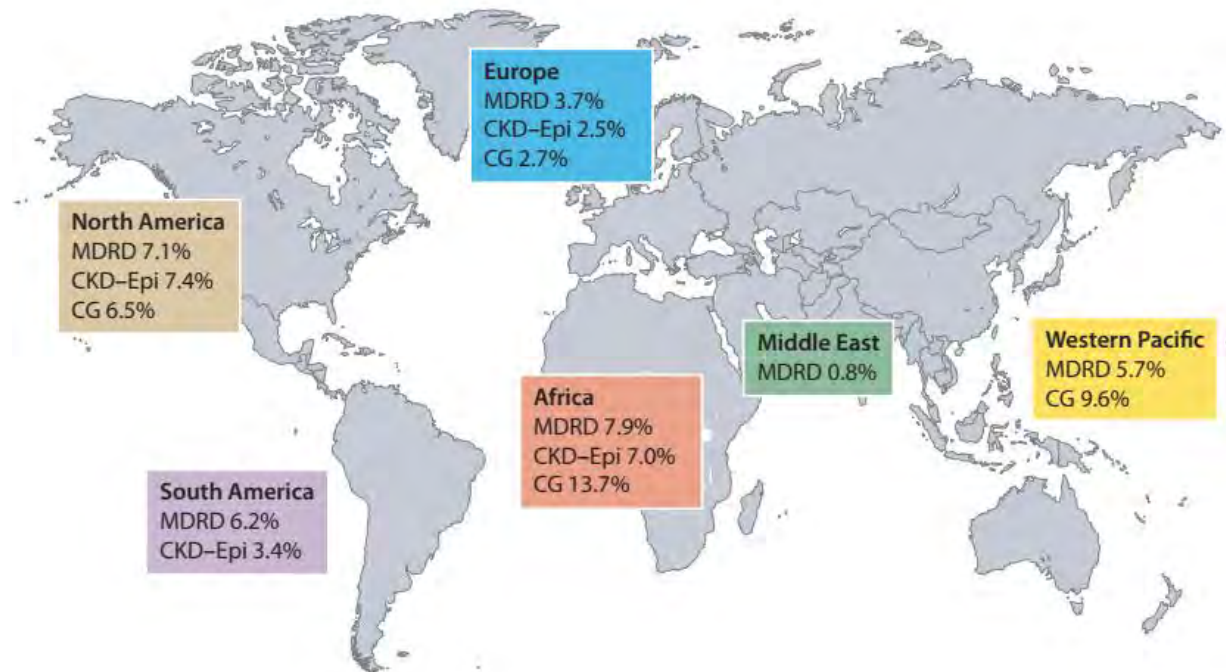 Europe
MDRD 3.7%
CKD–Epi 2.5%
CG 2.7%
North America
MDRD 7.1%
CKD–Epi 7.4%
CG 6.5%
Middle East
MDRD 0.8%
Western Pacific
MDRD 5.7%
CG 9.6%
Africa
MDRD 7.9%
CKD–Epi 7.0%
CG 13.7%
South America
MDRD 6.2%
CKD–Epi 3.4%